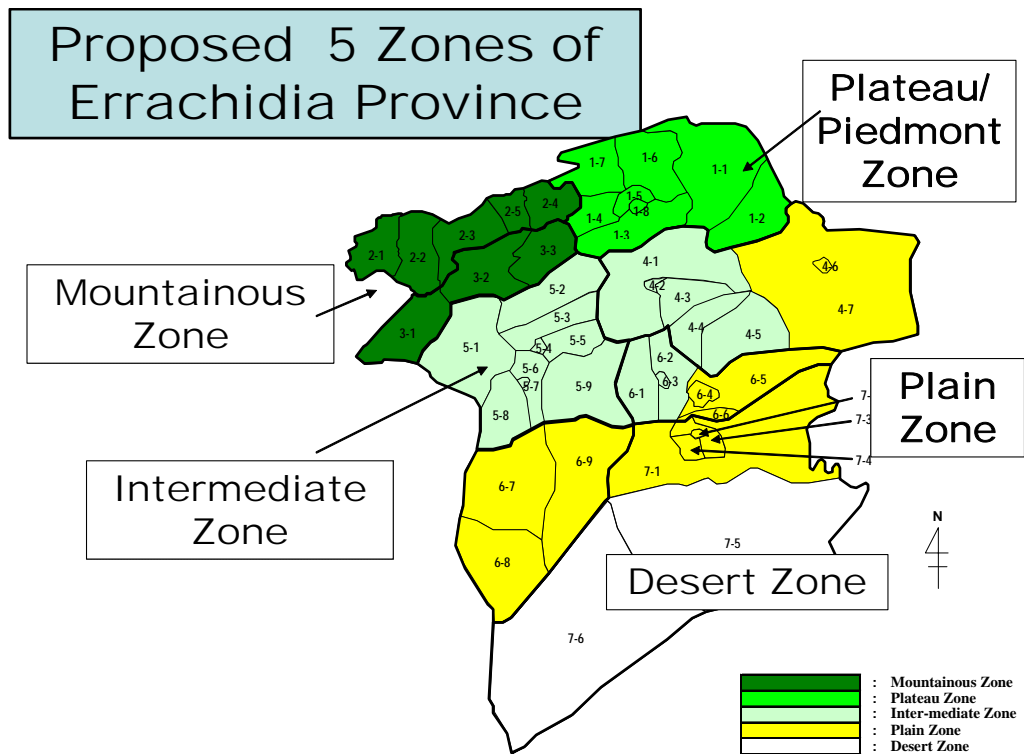 Proposed 5 Zones of
Errachidia Province
Plateau/
Piedmont
Zone
Mountainous
Zone
Plain
Zone
Intermediate
Zone
Desert Zone
N
1-7
1-6
1-1
1-5
1-8
1-4
1-3
1-2
2-4
2-5
2-3
2-2
2-1
3-3
3-2
3-1
4-1
4-2
4-3
4-4
4-5
4-6
4-7
5-2
5-3
5-1
5-4
5-5
5-6
5-7
5-8
5-9
6-2
6-3
6-1
6-5
6-4
6-6
6-9
6-7
6-8
7-
7-3
7-4
7-1
7-5
7-6
: Mountainous Zone
: Plateau Zone
: Inter-mediate Zone
: Plain Zone
: Desert Zone